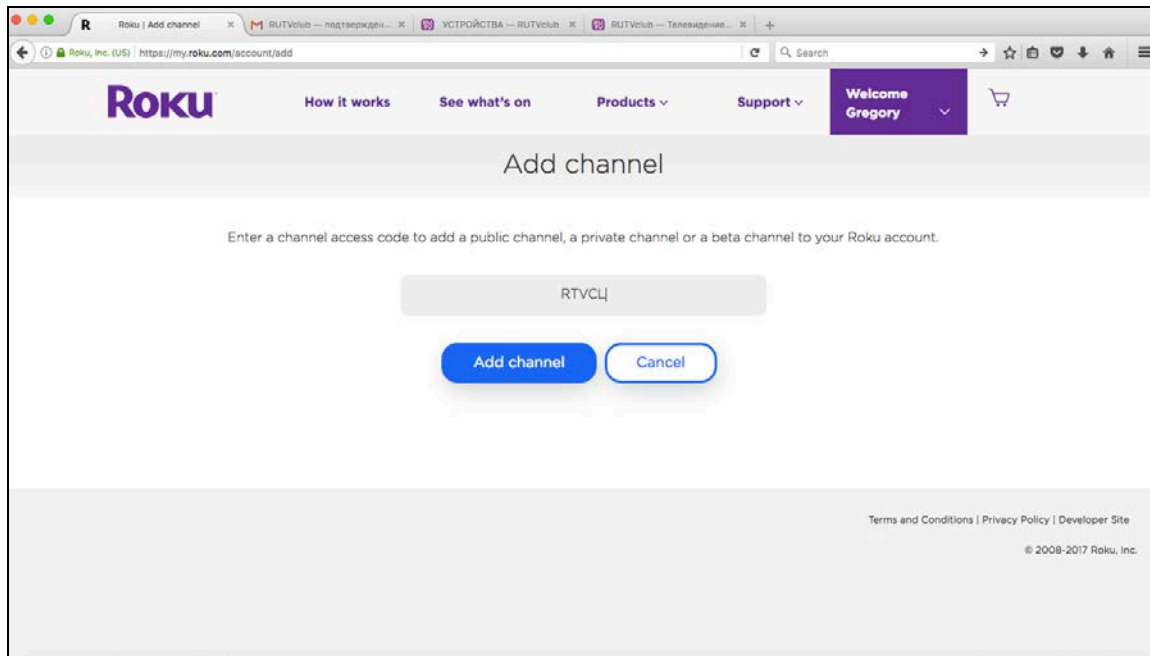 R Roku | Add channel
RUTVclub — подтвержден...
УСТРОЙСТВА — RUTVclub
RUTVclub — Телевидение...
Roku, Inc. (US) https://my.roku.com/account/add
Search
ROKU
How it works
See what's on
Products
Support
Welcome
Gregory
Add channel
Enter a channel access code to add a public channel, a private channel or a beta channel to your Roku account.
RTVCL
Add channel
Cancel
Terms and Conditions | Privacy Policy | Developer Site
© 2008-2017 Roku, Inc.